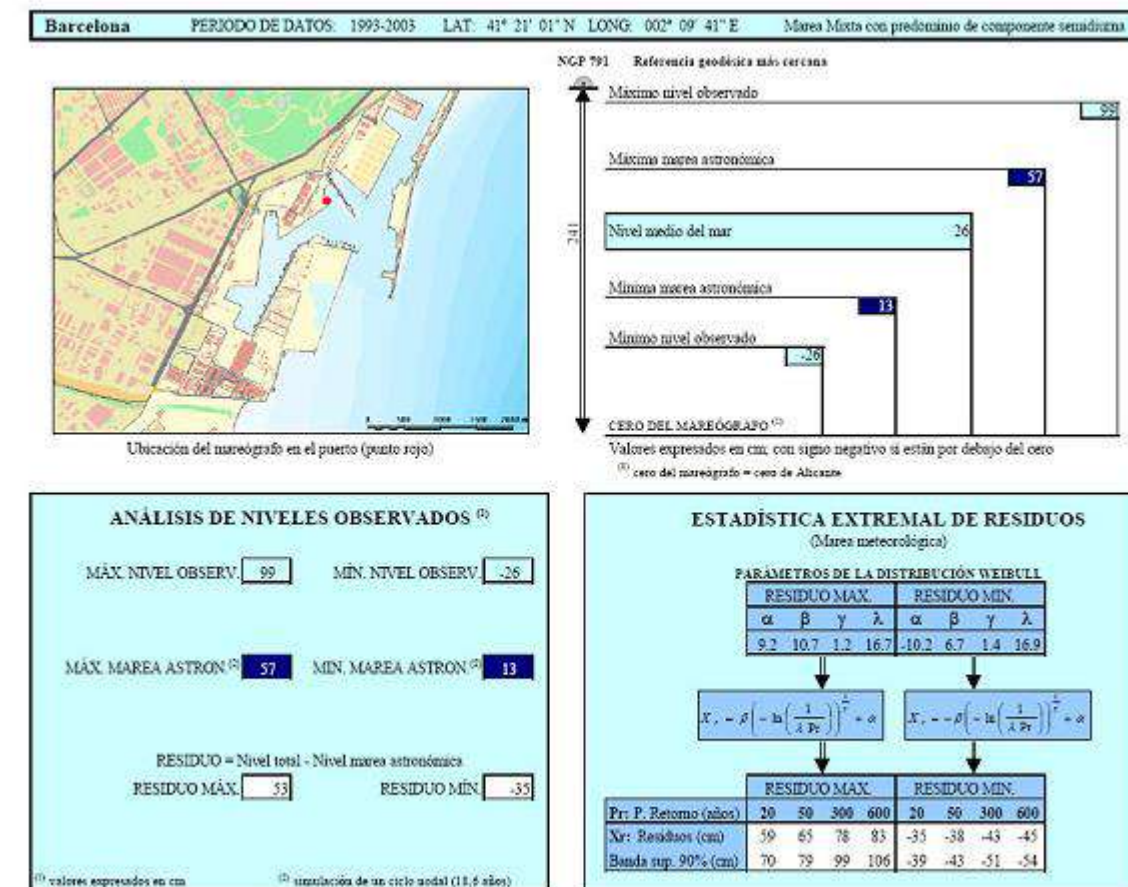 Barcelona PERIODO DE DATOS: 1993-2003 LAT: 41º 21' 01" N LONG: 002º 09' 41" E Marea Mixta con predominio de componente semidiurna
NGP 791 Referencia geodésica más cercana
Máximo nivel observado
99
Máxima marea astronómica
57
241
Nivel medio del mar 26
Mínima marea astronómica
13
Mínimo nivel observado
-26
CERO DEL MAREÓGRAFO (1)
Valores expresados en cm; con signo negativo si están por debajo del cero
(1) cero del mareógrafo = cero de Alicante
Ubicación del mareógrafo en el puerto (punto rojo)
ANÁLISIS DE NIVELES OBSERVADOS (1)
MÁX. NIVEL OBSERV. 99 MÍN. NIVEL OBSERV. -26
MÁX. MAREA ASTRON.(2) 57 MIN. MAREA ASTRON.(2) 13
RESIDUO = Nivel total - Nivel marea astronómica
RESIDUO MÁX. 53 RESIDUO MÍN. -35
(1) valores expresados en cm (2) simulación de un ciclo nodal (18,6 años)
ESTADÍSTICA EXTREMAL DE RESIDUOS
(Marea meteorológica)
PARÁMETROS DE LA DISTRIBUCIÓN WEIBULL
RESIDUO MAX. RESIDUO MIN.
α β γ λ α β γ λ
9.2 10.7 1.2 16.7 -10.2 6.7 1.4 16.9
X r = β(-ln(1/λ Pr))^(1/γ) + α X r = -β(-ln(1/λ Pr))^(1/γ) + α
RESIDUO MAX. RESIDUO MIN.
Pr: P. Retorno (años) 20 50 300 600 20 50 300 600
Xr: Residuos (cm) 59 65 78 83 -35 -38 -43 -45
Banda sup. 90% (cm) 70 79 99 106 -39 -43 -51 -54